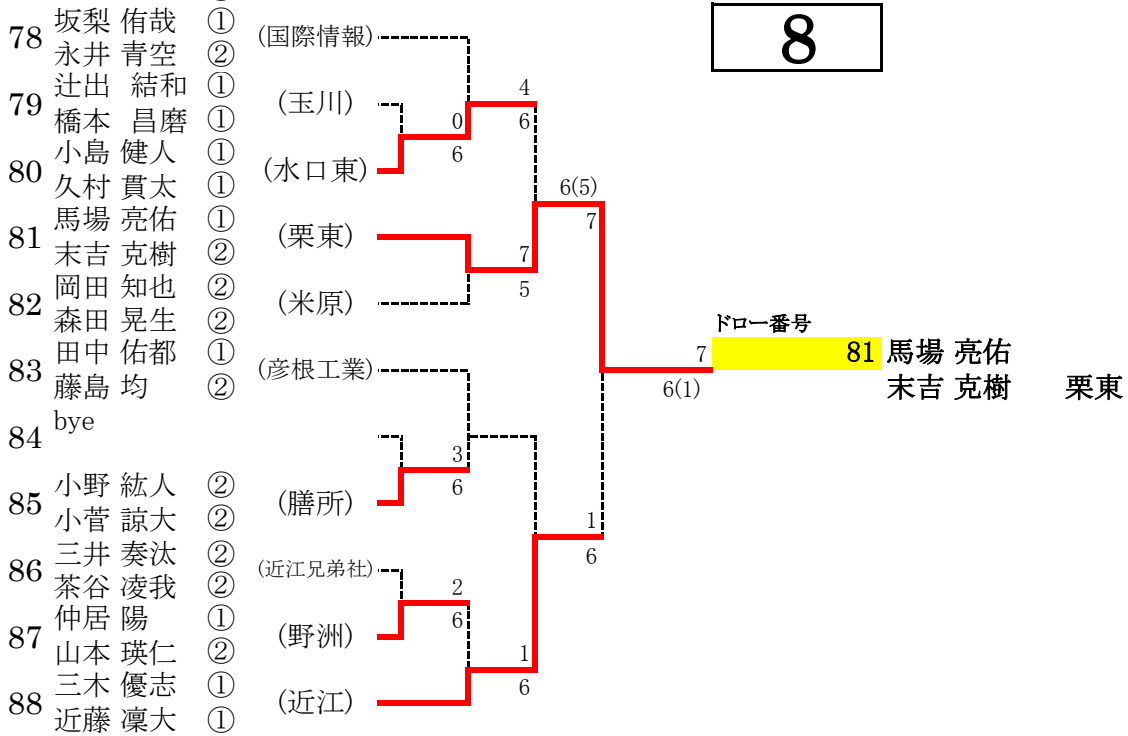 8
78 坂梨 侑哉 ① (国際情報)
永井 青空 ②
79 辻出 結和 ① (玉川)
橋本 昌磨 ①
80 小島 健人 ① (水口東)
久村 貫太 ①
81 馬場 亮佑 ① (栗東)
末吉 克樹 ②
82 岡田 知也 ② (米原)
森田 晃生 ②
83 田中 佑都 ① (彦根工業)
藤島 均 ②
84 bye
85 小野 紘人 ② (膳所)
小菅 諒大 ②
86 三井 奏汰 ② (近江兄弟社)
茶谷 凌我 ②
87 仲居 陽 ① (野洲)
山本 瑛仁 ②
88 三木 優志 ① (近江)
近藤 凜大 ①
0
6
4
6
7
5
6(5)
7
3
6
2
6
1
6
1
6
7
6(1)
ドロー番号
81 馬場 亮佑
末吉 克樹 栗東